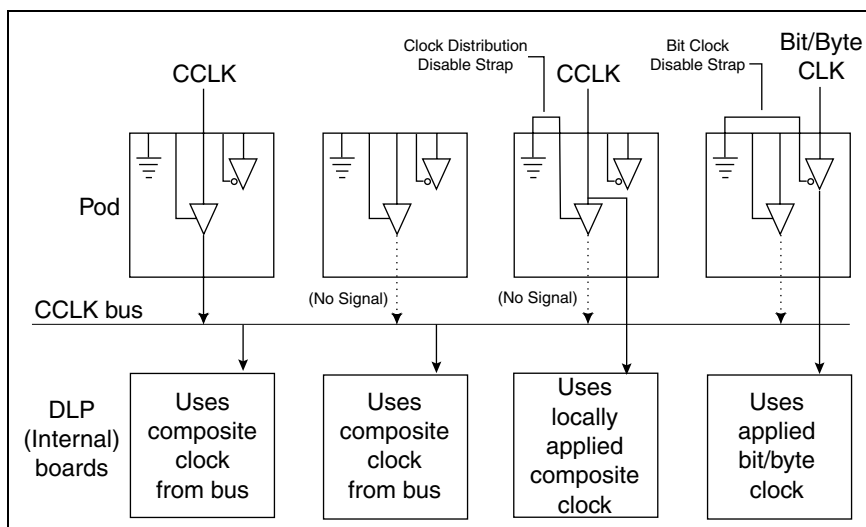 Clock Distribution
Disable Strap
Bit Clock
Disable Strap
Bit/Byte
CLK
CCLK
CCLK
Pod
(No Signal)
(No Signal)
CCLK bus
DLP
(Internal)
boards
Uses
composite
clock
from bus
Uses
composite
clock
from bus
Uses
locally
applied
composite
clock
Uses
applied
bit/byte
clock